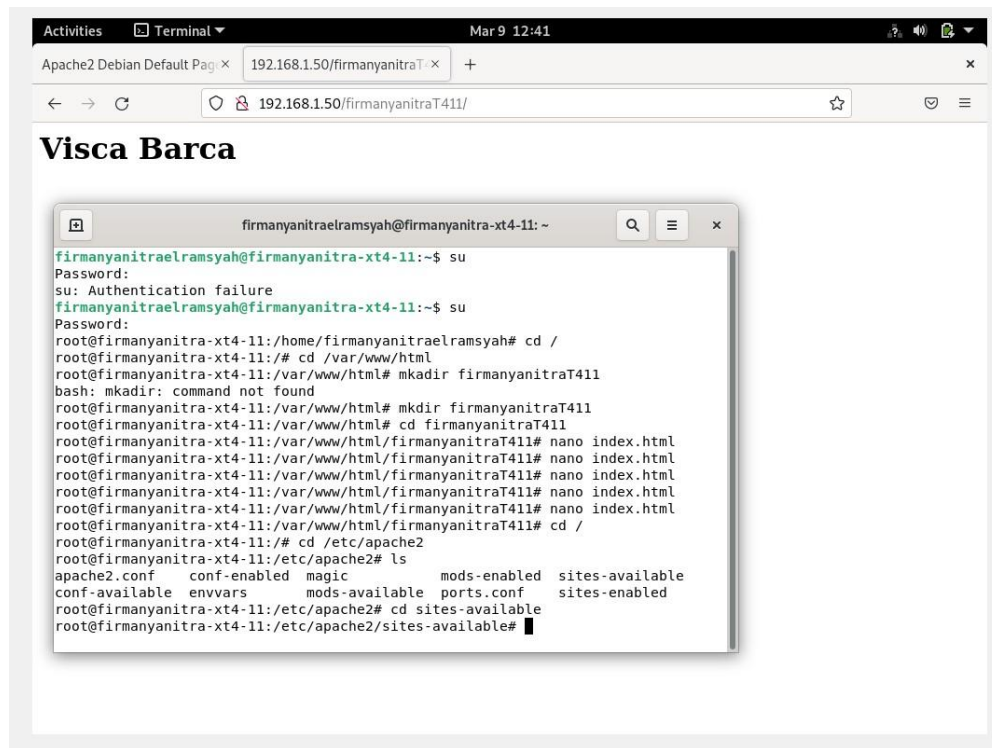 Activities Terminal Mar 9 12:41
Apache2 Debian Default Pag 192.168.1.50/firmanyanitraT
192.168.1.50/firmanyanitraT411/
Visca Barca
firmanyanitraelramsyah@firmanyanitra-xt4-11: ~
firmanyanitraelramsyah@firmanyanitra-xt4-11:~$ su
Password:
su: Authentication failure
firmanyanitraelramsyah@firmanyanitra-xt4-11:~$ su
Password:
root@firmanyanitra-xt4-11:/home/firmanyanitraelramsyah# cd /
root@firmanyanitra-xt4-11:/# cd /var/www/html
root@firmanyanitra-xt4-11:/var/www/html# mkadir firmanyanitraT411
bash: mkadir: command not found
root@firmanyanitra-xt4-11:/var/www/html# mkdir firmanyanitraT411
root@firmanyanitra-xt4-11:/var/www/html# cd firmanyanitraT411
root@firmanyanitra-xt4-11:/var/www/html/firmanyanitraT411# nano index.html
root@firmanyanitra-xt4-11:/var/www/html/firmanyanitraT411# nano index.html
root@firmanyanitra-xt4-11:/var/www/html/firmanyanitraT411# nano index.html
root@firmanyanitra-xt4-11:/var/www/html/firmanyanitraT411# nano index.html
root@firmanyanitra-xt4-11:/var/www/html/firmanyanitraT411# nano index.html
root@firmanyanitra-xt4-11:/var/www/html/firmanyanitraT411# cd /
root@firmanyanitra-xt4-11:/# cd /etc/apache2
root@firmanyanitra-xt4-11:/etc/apache2# ls
apache2.conf conf-enabled magic mods-enabled sites-available
conf-available envvars mods-available ports.conf sites-enabled
root@firmanyanitra-xt4-11:/etc/apache2# cd sites-available
root@firmanyanitra-xt4-11:/etc/apache2/sites-available#